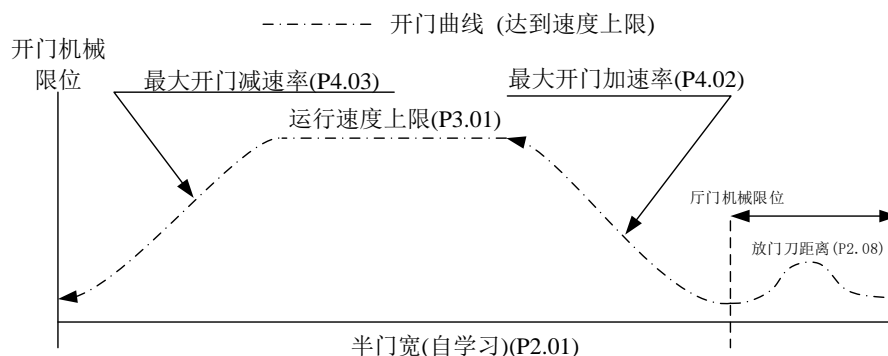 开门曲线 (达到速度上限)
开门机械
限位
最大开门减速率(P4.03)
最大开门加速率(P4.02)
运行速度上限(P3.01)
厅门机械限位
放门刀距离(P2.08)
半门宽(自学习)(P2.01)